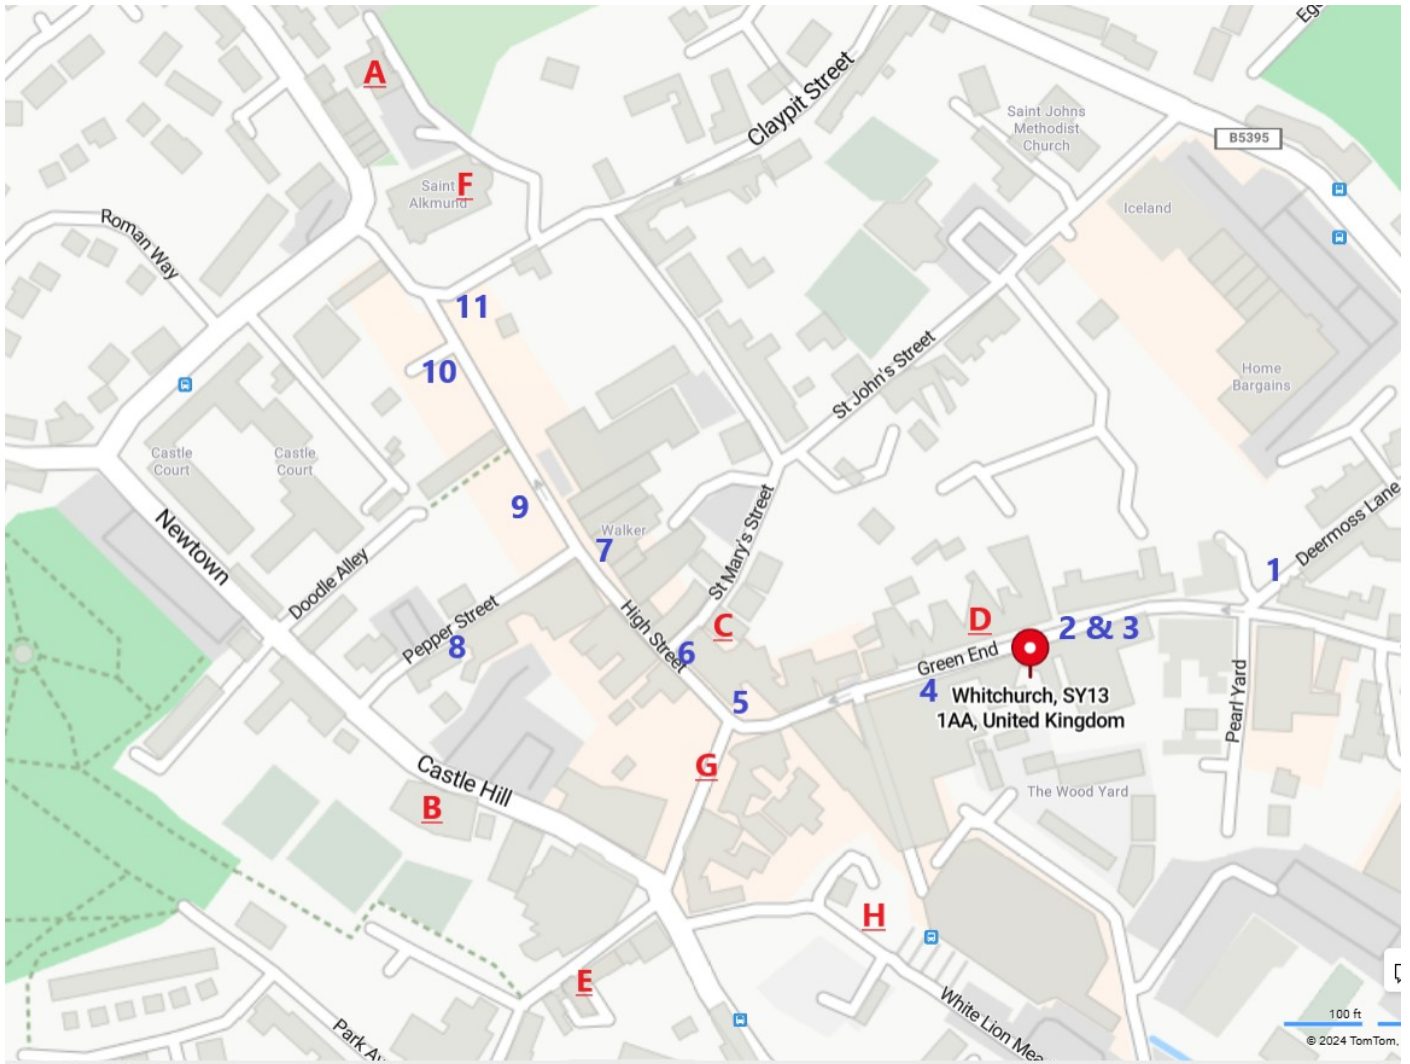 Ego
A
Claypit Street
Saint Johns
Methodist
Church
B5395
Saint
Alkmund
F
Iceland
Roman Way
11
10
St John's Street
Home
Bargains
Castle
Court
Castle
Court
9
Newtown
Walker
7
St Mary's Street
Deermoss Lane
1
Doodle Alley
Pepper Street
8
High Street
C
6
D
2 & 3
Green End
4
5
Whitchurch, SY13
1AA, United Kingdom
Pearl Yard
G
Castle Hill
B
The Wood Yard
H
E
White Lion Mea
Park Av
100 ft
© 2024 TomTom,